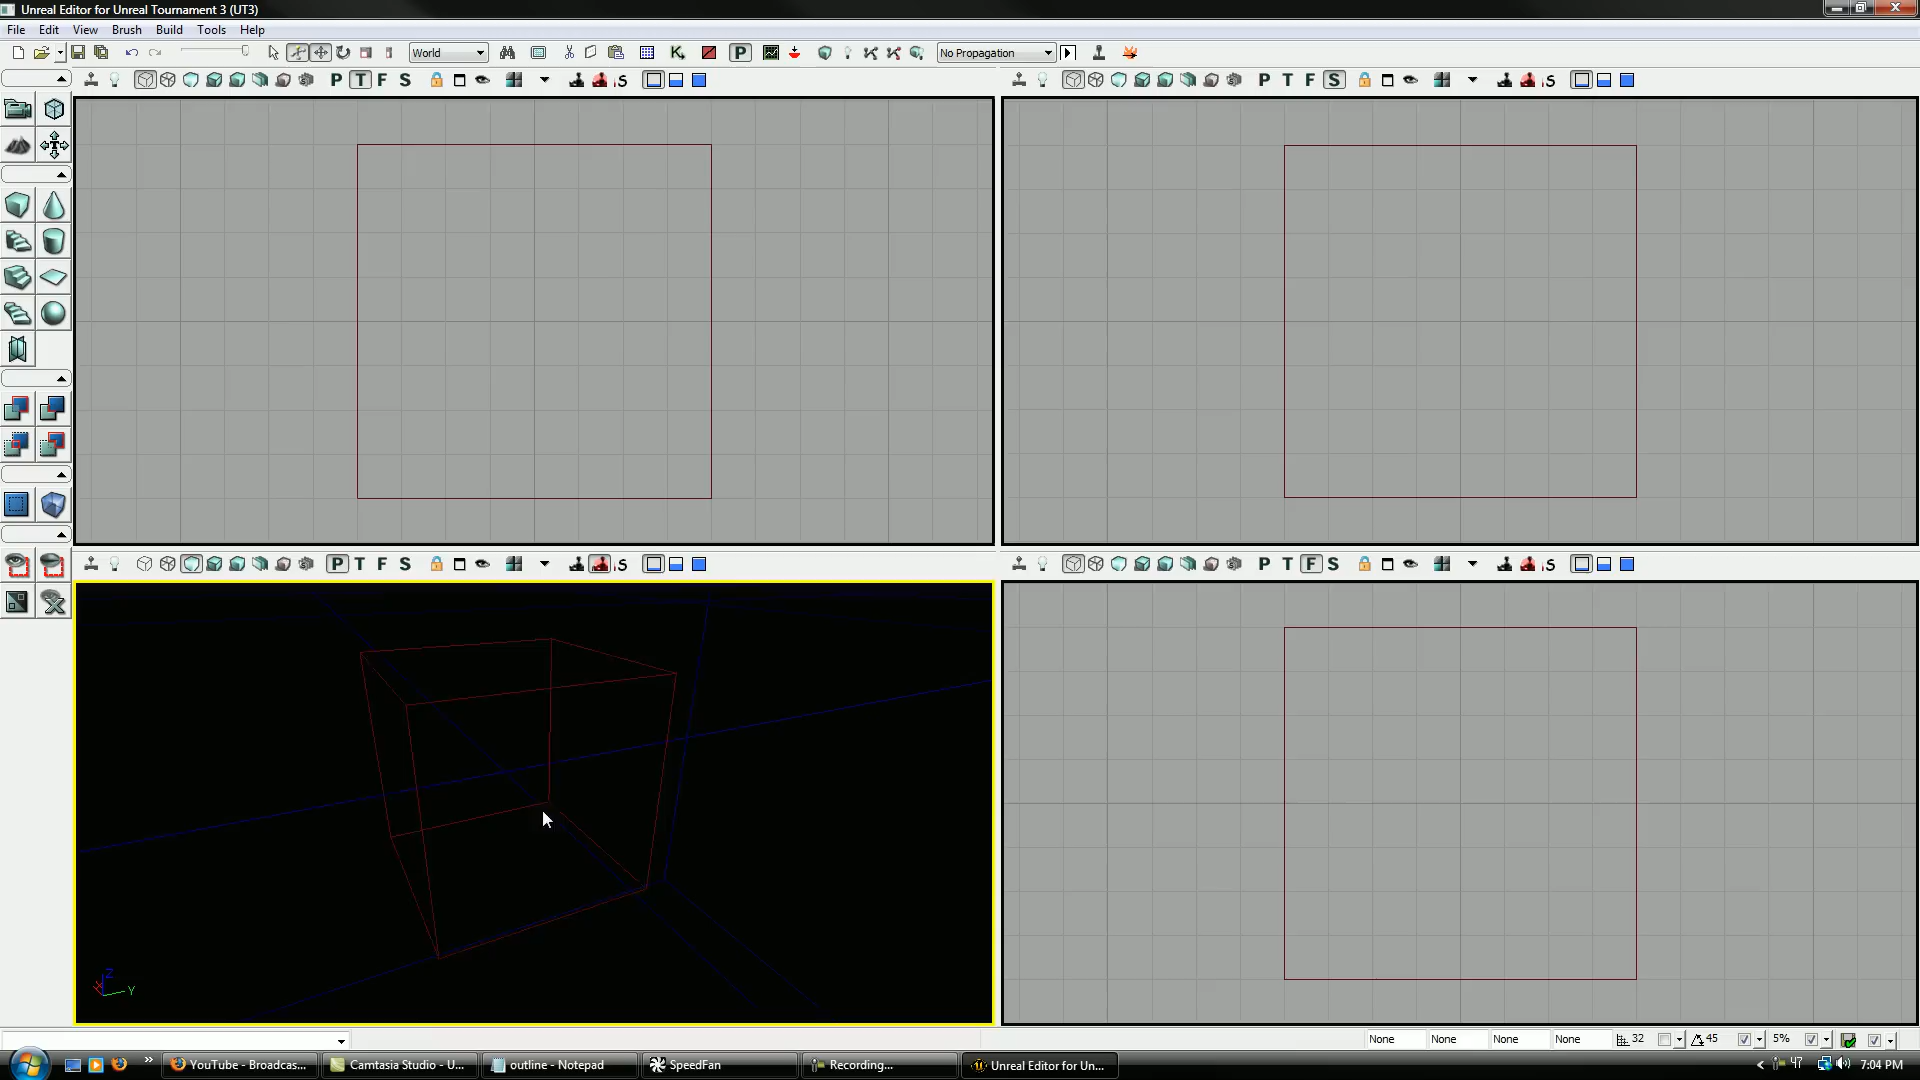 Unreal Editor for Unreal Tournament 3 (UT3)
File Edit View Brush Build Tools Help
World
K
P
No Propagation
P T F S
P T F S
P T F S
P T F S
Z
X
Y
None None None None 32 45 5%
YouTube - Broadcas... Camtasia Studio - U... outline - Notepad SpeedFan Recording... Unreal Editor for Un... 47 7:04 PM